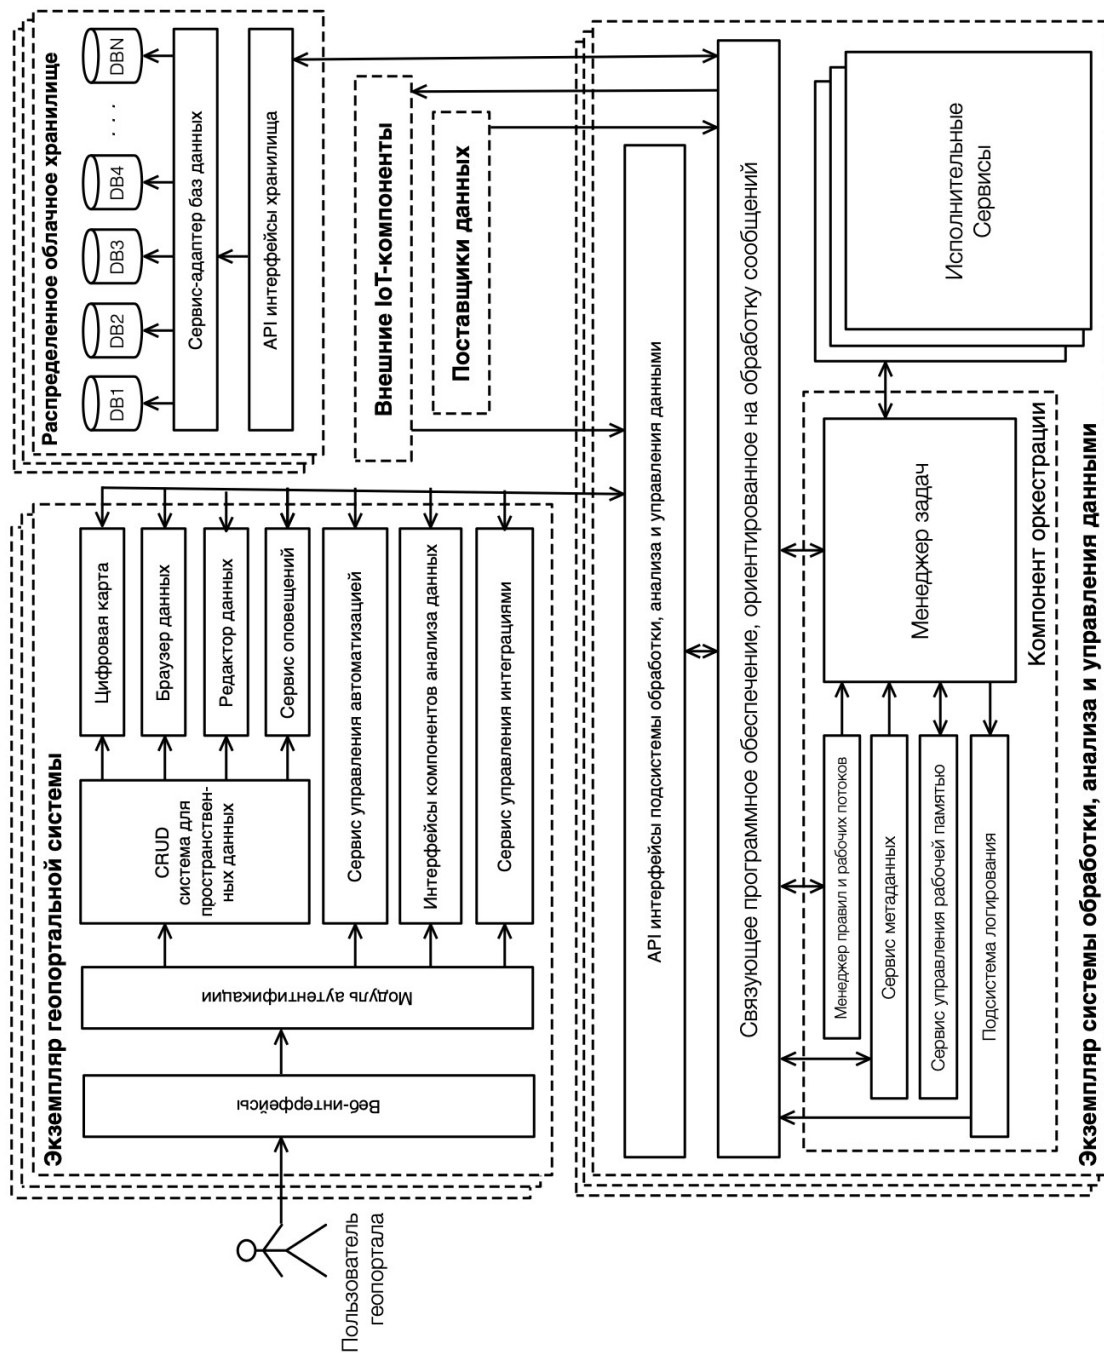 Пользователь
геопортала
Экземпляр геопортальной системы
Веб-интерфейсы
Модуль аутентификации
CRUD
система для
пространствен-
ных данных
Цифровая карта
Браузер данных
Редактор данных
Сервис оповещений
Сервис управления автоматизацией
Интерфейсы компонентов анализа данных
Сервис управления интеграциями
Распределенное облачное хранилище
DB1
DB2
DB3
DB4
. . .
DBN
Сервис-адаптер баз данных
API интерфейсы хранилища
Внешние IoT-компоненты
Поставщики данных
API интерфейсы подсистемы обработки, анализа и управления данными
Связующее программное обеспечение, ориентированное на обработку сообщений
Менеджер правил и рабочих потоков
Сервис метаданных
Сервис управления рабочей памятью
Подсистема логирования
Менеджер задач
Компонент оркестрации
Исполнительные
Сервисы
Экземпляр системы обработки, анализа и управления данными